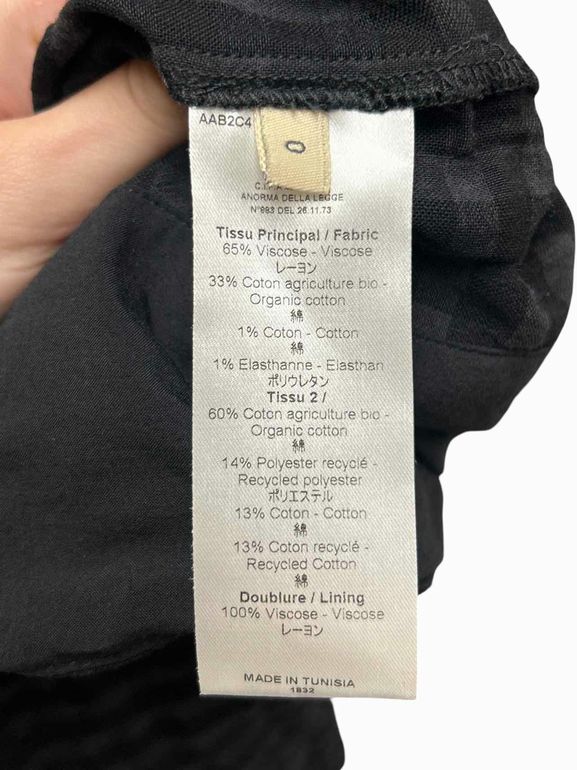 AAB2C4
0
ANORMA DELLA LEGGE
N°883 DEL 26.11.73
Tissu Principal / Fabric
65% Viscose - Viscose
レーヨン
33% Coton agriculture bio -
Organic cotton
綿
1% Coton - Cotton
綿
1% Elasthanne - Elasthan
ポリウレタン
Tissu 2 /
60% Coton agriculture bio -
Organic cotton
綿
14% Polyester recyclé -
Recycled polyester
ポリエステル
13% Coton - Cotton
綿
13% Coton recyclé -
Recycled Cotton
綿
Doublure / Lining
100% Viscose - Viscose
レーヨン
MADE IN TUNISIA
1832